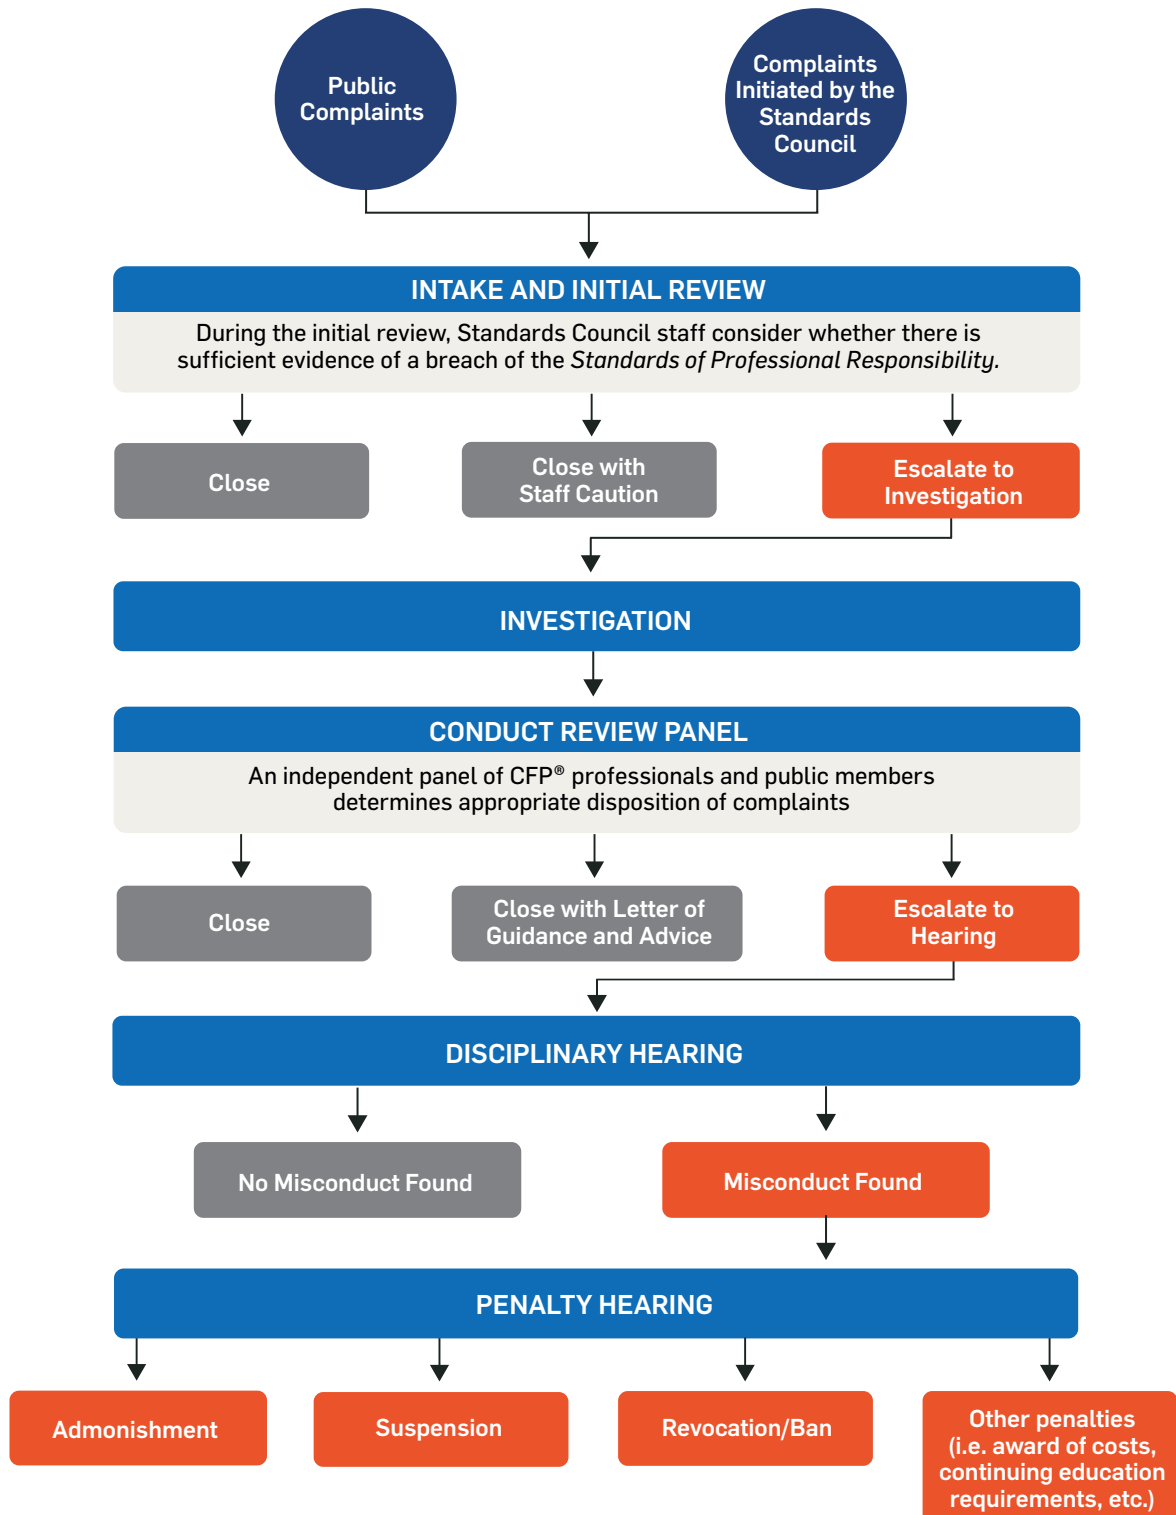 Public
Complaints
Complaints
Initiated by the
Standards
Council
INTAKE AND INITIAL REVIEW
During the initial review, Standards Council staff consider whether there is
sufficient evidence of a breach of the Standards of Professional Responsibility.
Close
Close with
Staff Caution
Escalate to
Investigation
INVESTIGATION
CONDUCT REVIEW PANEL
An independent panel of CFP® professionals and public members
determines appropriate disposition of complaints
Close
Close with Letter of
Guidance and Advice
Escalate to
Hearing
DISCIPLINARY HEARING
No Misconduct Found
Misconduct Found
PENALTY HEARING
Admonishment
Suspension
Revocation/Ban
Other penalties
(i.e. award of costs,
continuing education
requirements, etc.)